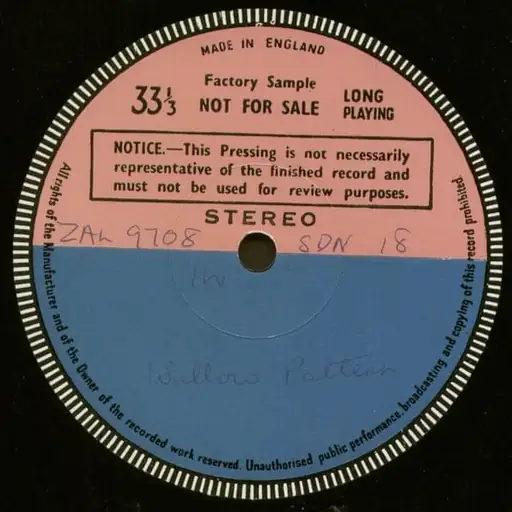 MADE IN ENGLAND
Factory Sample
33⅓ NOT FOR SALE LONG PLAYING
NOTICE.—This Pressing is not necessarily
representative of the finished record and
must not be used for review purposes.
STEREO
ZAL 9708 SDN 18
1W
Willow Pattern
All rights of the Manufacturer and of the Owner of the recorded work reserved. Unauthorised public performance, broadcasting and copying of this record prohibited.